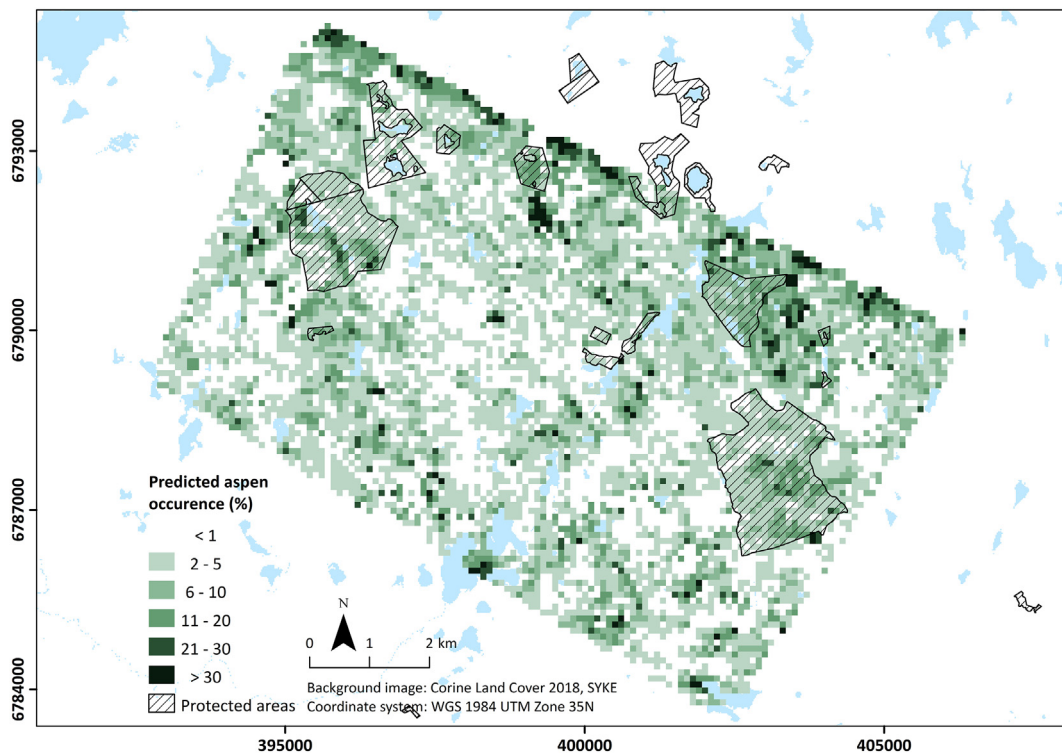 6793000
6790000
6787000
6784000
Predicted aspen
occurence (%)
< 1
2 - 5
6 - 10
11 - 20
21 - 30
> 30
Protected areas
N
0 1 2 km
Background image: Corine Land Cover 2018, SYKE
Coordinate system: WGS 1984 UTM Zone 35N
395000 400000 405000